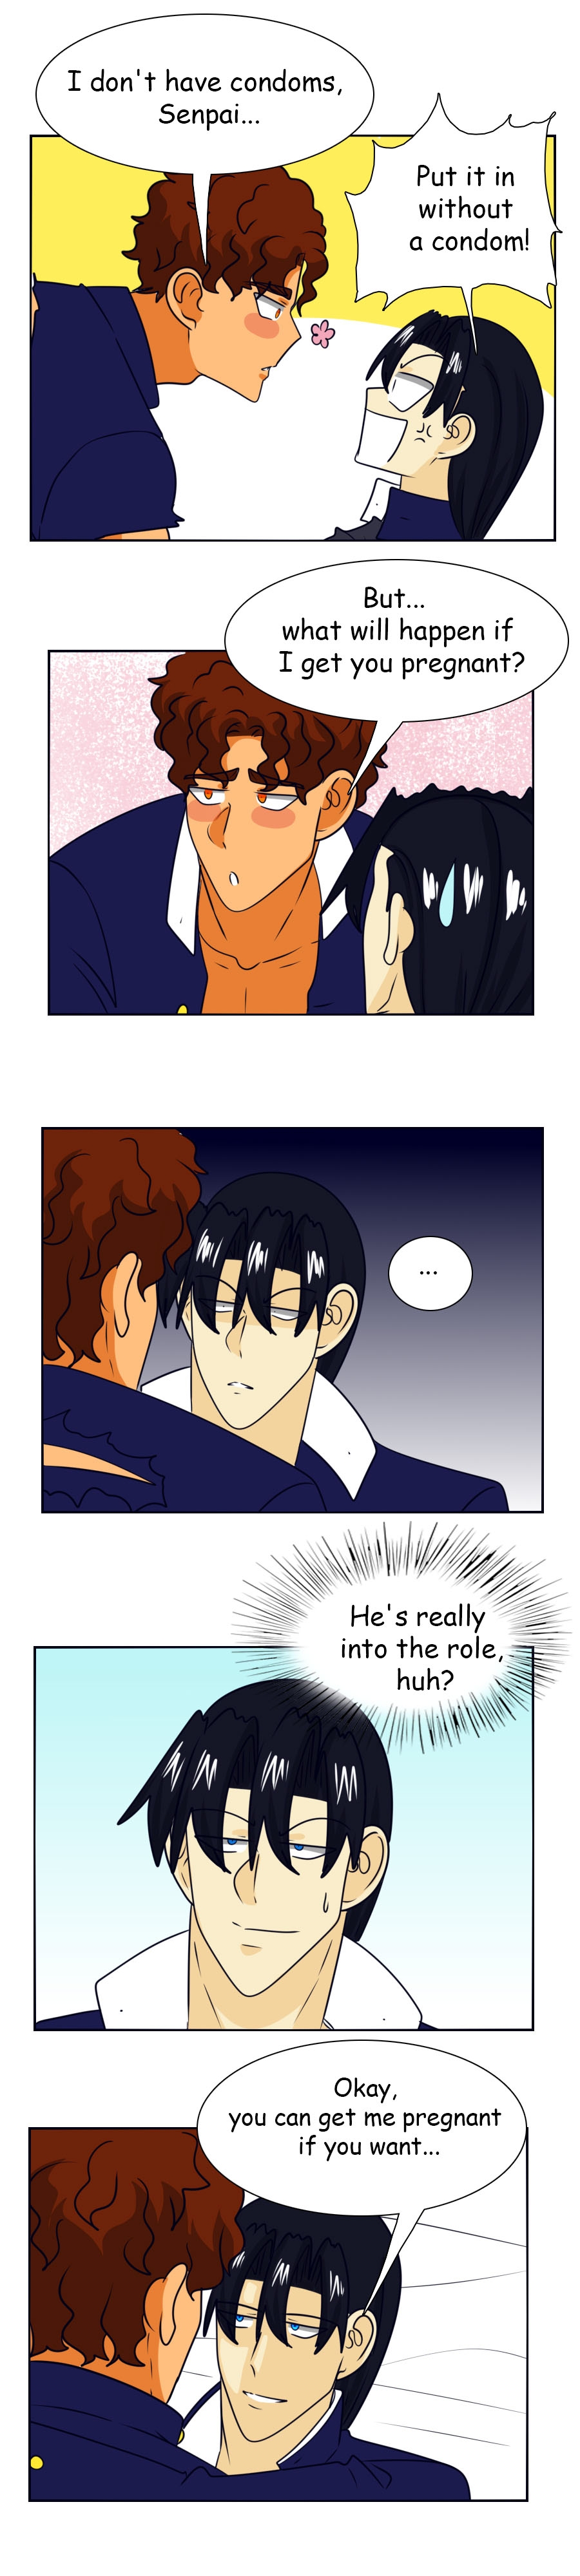 I don't have condoms,
Senpai...
Put it in
without
a condom!
But...
what will happen if
I get you pregnant?
...
He's really
into the role,
huh?
Okay,
you can get me pregnant
if you want...